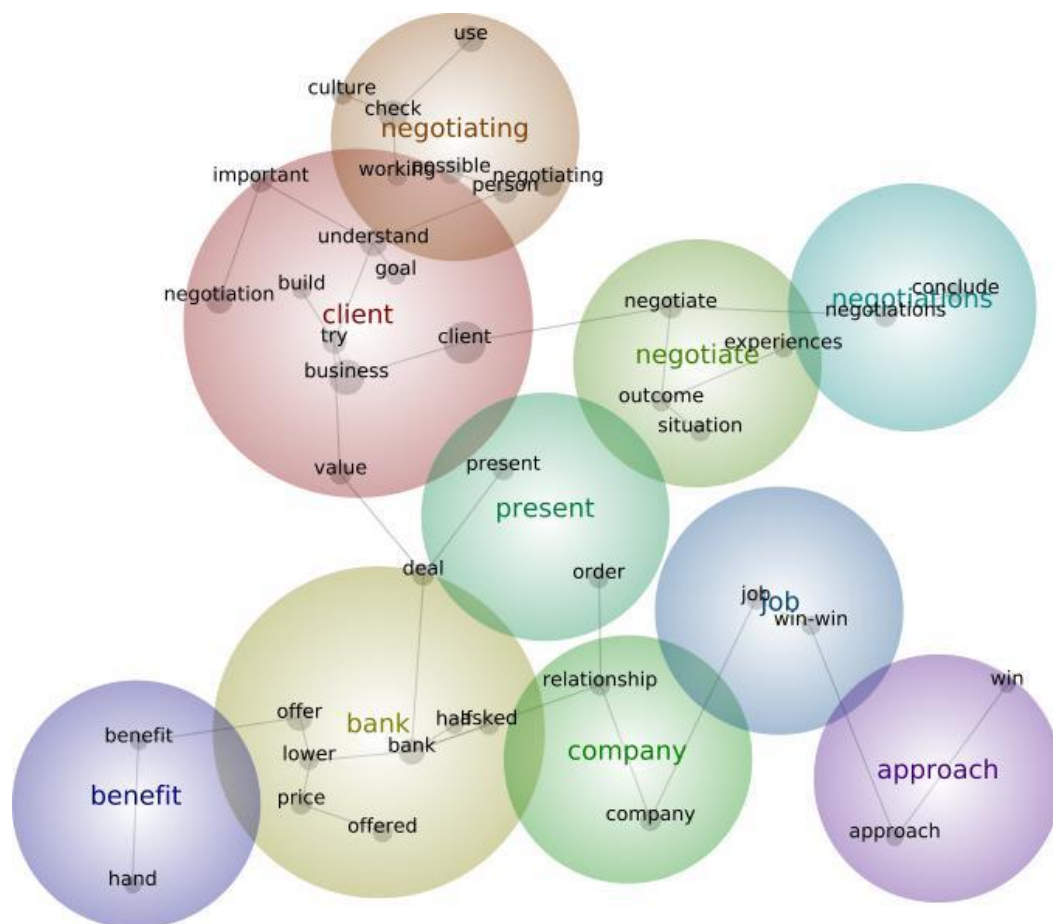 use
culture
check
negotiating
possible
working
important
negotiating
person
understand
goal
build
negotiation
client
try
client
business
value
negotiate
conclude
negotiations
negotiations
experiences
negotiate
outcome
situation
present
present
deal
order
job
job
win-win
relationship
win
offer
half
asked
bank
benefit
bank
lower
company
approach
benefit
price
offered
company
approach
hand